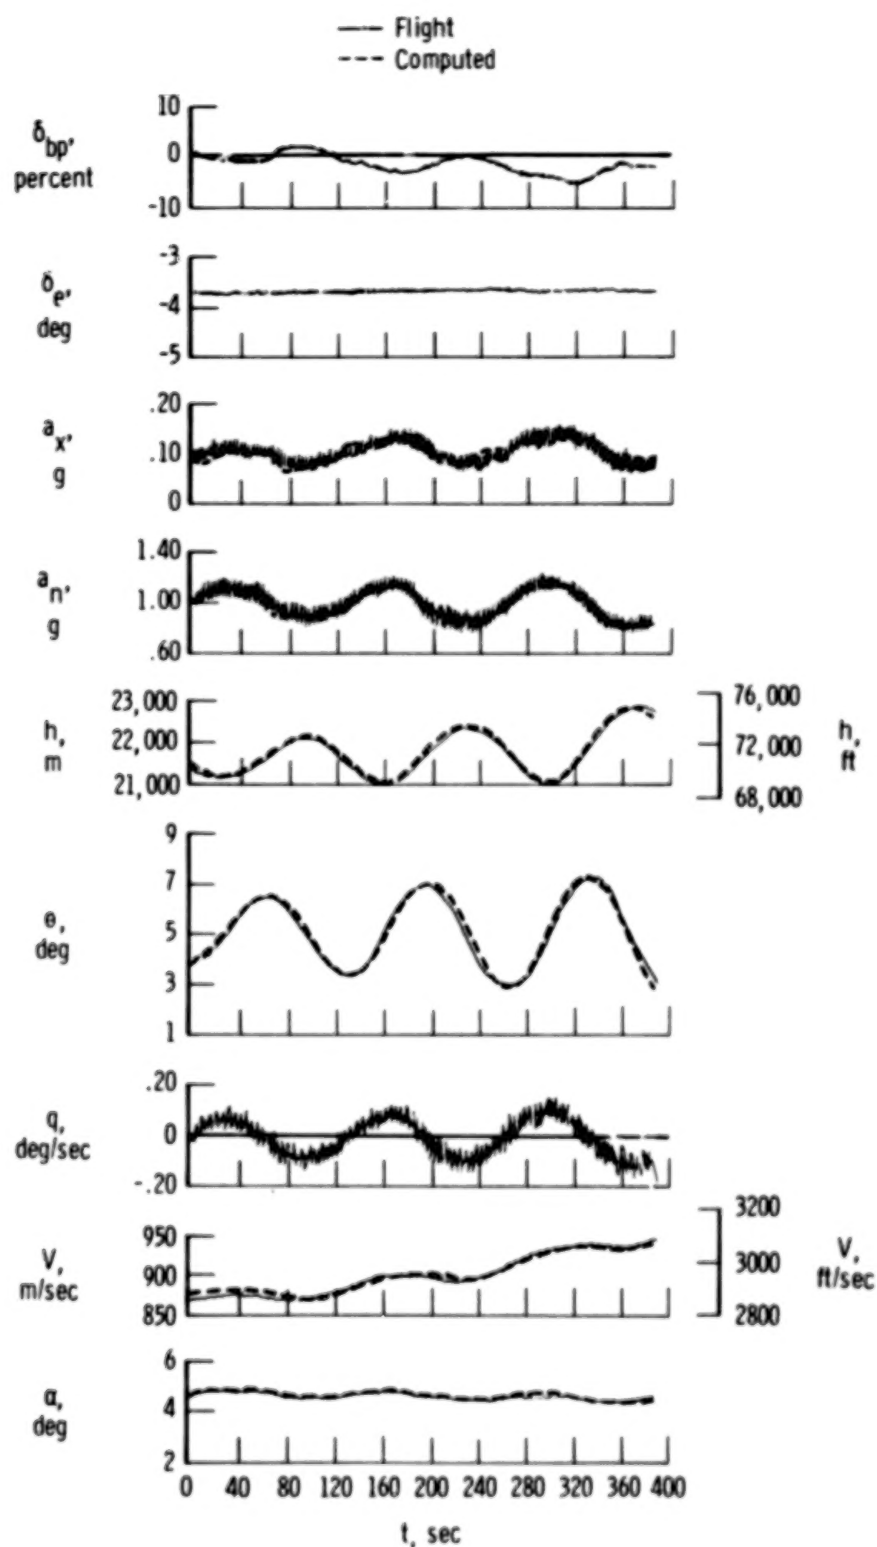 Flight
Computed
10
δbp,
0
percent
-10
-3
δe,
-4
deg
-5
.20
ax,
.10
g
0
1.40
an,
1.00
g
.60
23,000
76,000
h,
22,000
72,000
h,
m
ft
21,000
68,000
9
7
θ,
5
deg
3
1
.20
q,
0
deg/sec
-.20
3200
950
V,
3000
V,
900
m/sec
ft/sec
850
2800
6
α,
4
deg
2
0 40 80 120 160 200 240 280 320 360 400
t, sec